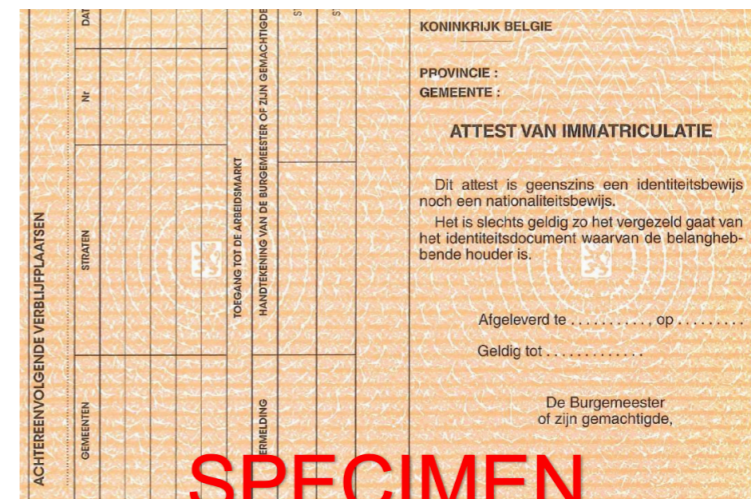 KONINKRIJK BELGIE
PROVINCIE :
GEMEENTE :
ATTEST VAN IMMATRICULATIE
Dit attest is geenszins een identiteitsbewijs
noch een nationaliteitsbewijs.
Het is slechts geldig zo het vergezeld gaat van
het identiteitsdocument waarvan de belangheb-
bende houder is.
Afgeleverd te . . . . . . . . . . , op . . . . . . . . .
Geldig tot . . . . . . . . . . . . .
De Burgemeester
of zijn gemachtigde,
ACHTEREENVOLGENDE VERBLIJFPLAATSEN
GEMEENTEN
STRATEN
Nr
TOEGANG TOT DE ARBEIDSMARKT
HANDTEKENING VAN DE BURGEMEESTER OF ZIJN GEMACHTIGDE
SPECIMEN